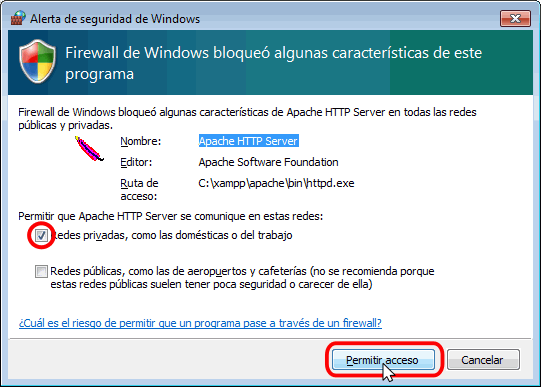 Alerta de seguridad de Windows
Firewall de Windows bloqueó algunas características de este
programa
Firewall de Windows bloqueó algunas características de Apache HTTP Server en todas las redes
públicas y privadas.
Nombre: Apache HTTP Server
Editor: Apache Software Foundation
Ruta de C:\xampp\apache\bin\httpd.exe
acceso:
Permitir que Apache HTTP Server se comunique en estas redes:
Redes privadas, como las domésticas o del trabajo
Redes públicas, como las de aeropuertos y cafeterías (no se recomienda porque
estas redes públicas suelen tener poca seguridad o carecer de ella)
¿Cuál es el riesgo de permitir que un programa pase a través de un firewall?
Permitir acceso Cancelar